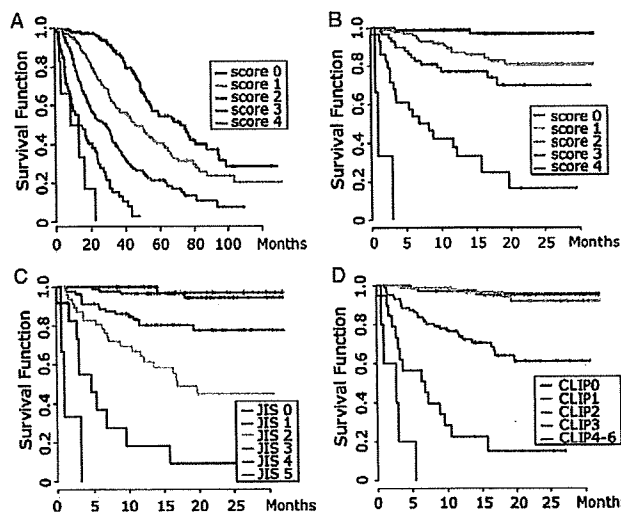 A
Survival Function
1.0
0.8
0.6
0.4
0.2
0
score 0
score 1
score 2
score 3
score 4
0 20 40 60 80 100 Months
B
Survival Function
1.0
0.8
0.6
0.4
0.2
0
score 0
score 1
score 2
score 3
score 4
0 5 10 15 20 25 Months
C
Survival Function
1.0
0.8
0.6
0.4
0.2
0
JIS 0
JIS 1
JIS 2
JIS 3
JIS 4
JIS 5
0 5 10 15 20 25 Months
D
Survival Function
1.0
0.8
0.6
0.4
0.2
0
CLIP0
CLIP1
CLIP2
CLIP3
CLIP4-6
0 5 10 15 20 25 Months